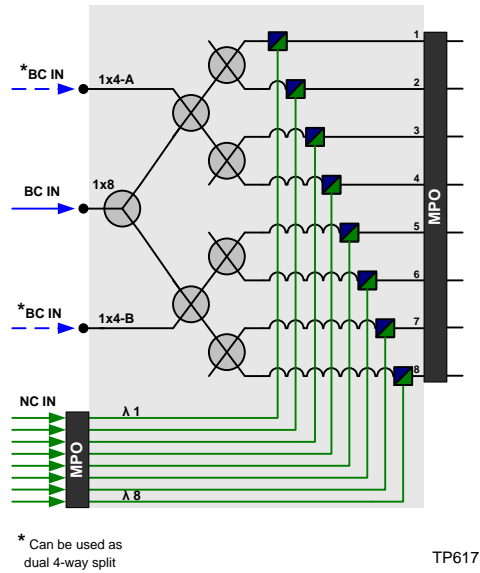 1
*BC IN
1x4-A
2
3
BC IN
1x8
4
MPO
5
6
*BC IN
1x4-B
7
8
NC IN
λ 1
MPO
λ 8
* Can be used as
dual 4-way split
TP617